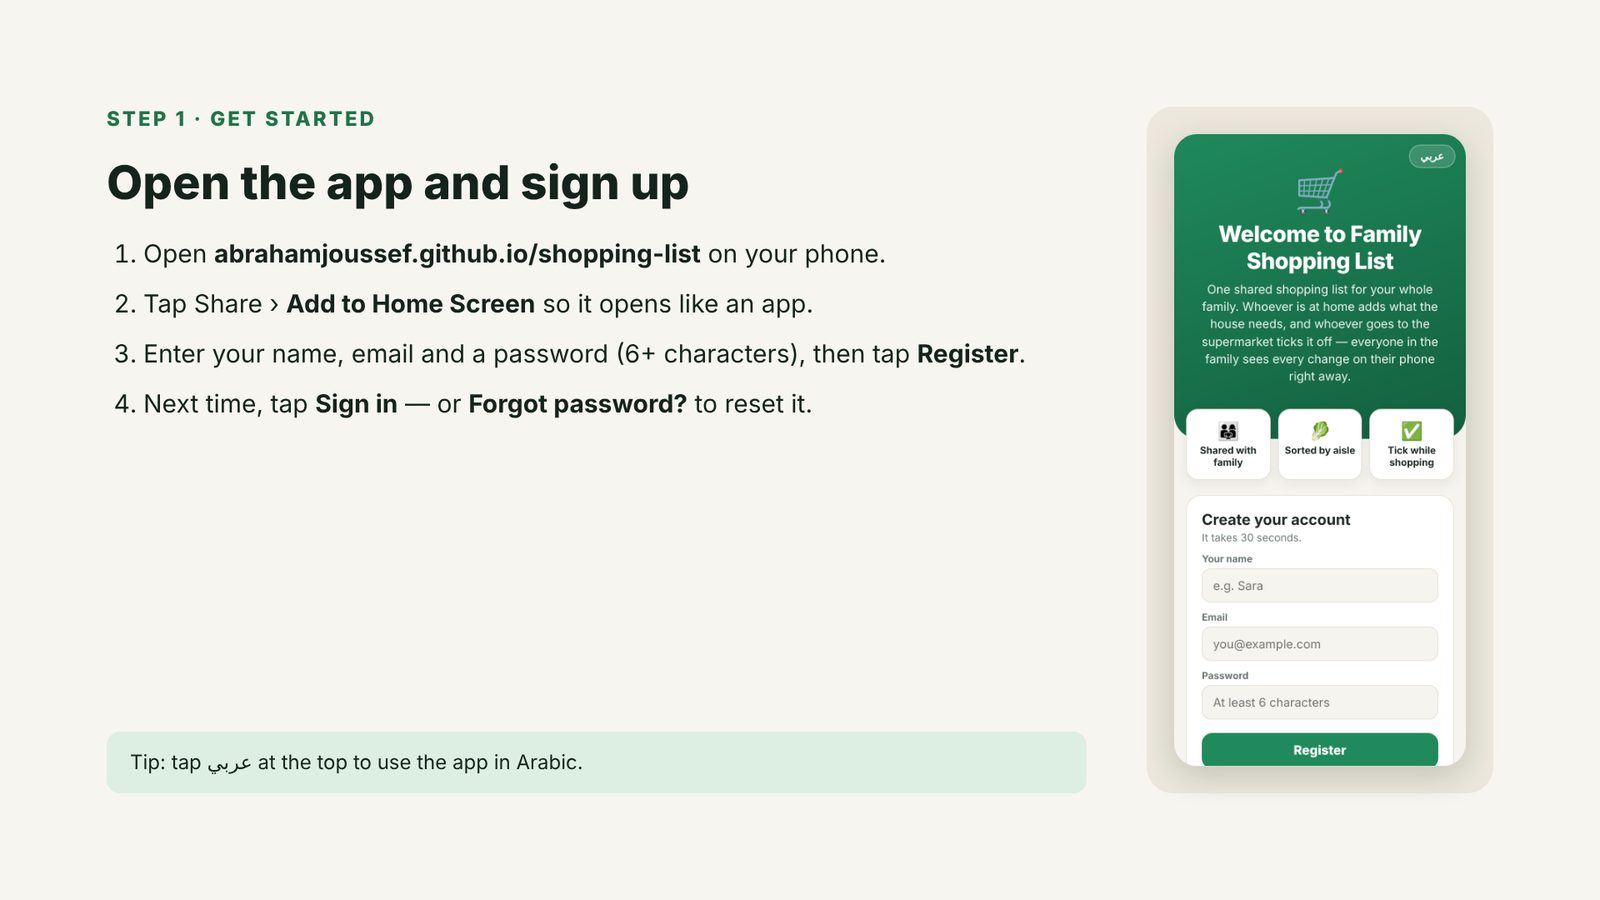 STEP 1 · GET STARTED
Open the app and sign up
1. Open abrahamjoussef.github.io/shopping-list on your phone.
2. Tap Share › Add to Home Screen so it opens like an app.
3. Enter your name, email and a password (6+ characters), then tap Register.
4. Next time, tap Sign in — or Forgot password? to reset it.
Tip: tap عربي at the top to use the app in Arabic.
عربي
Welcome to Family
Shopping List
One shared shopping list for your whole
family. Whoever is at home adds what the
house needs, and whoever goes to the
supermarket ticks it off — everyone in the
family sees every change on their phone
right away.
Shared with
family
Sorted by aisle
Tick while
shopping
Create your account
It takes 30 seconds.
Your name
e.g. Sara
Email
you@example.com
Password
At least 6 characters
Register